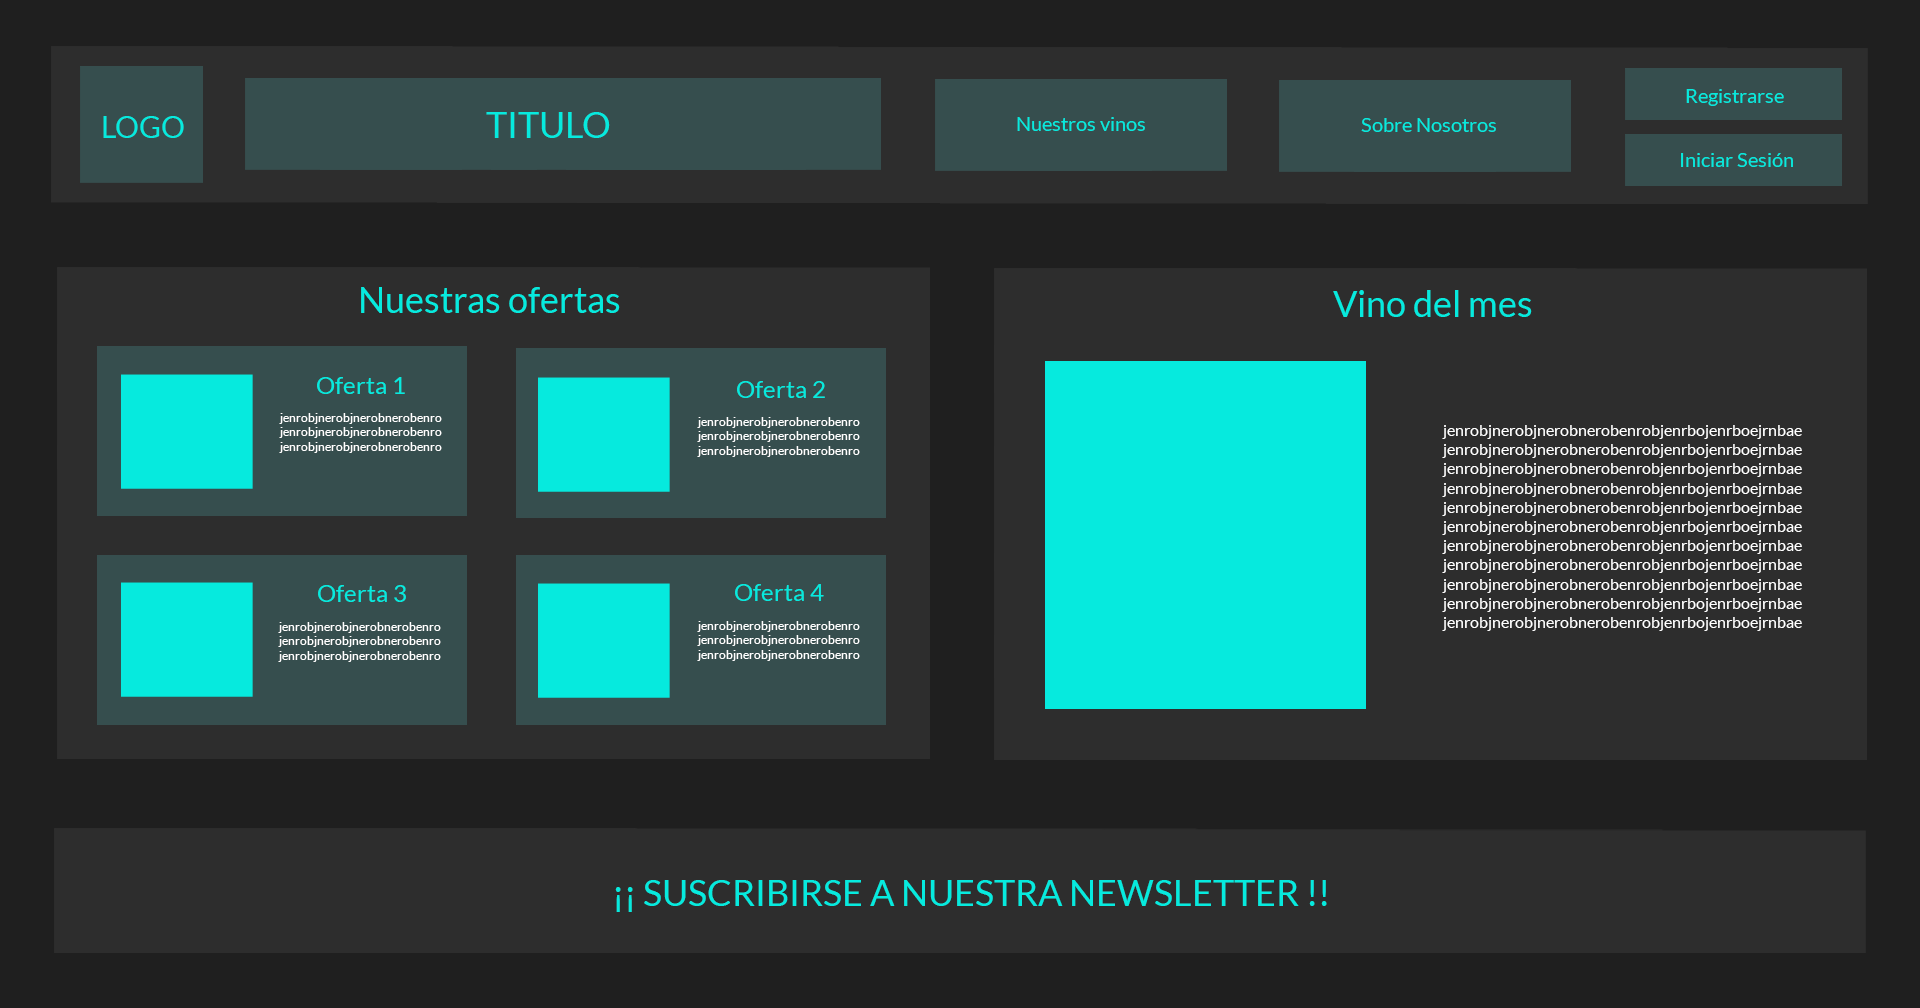 LOGO
TITULO
Nuestros vinos
Sobre Nosotros
Registrarse
Iniciar Sesión
Nuestras ofertas
Oferta 1
jenrobjnerobjnerobnerobenro
jenrobjnerobjnerobnerobenro
jenrobjnerobjnerobnerobenro
Oferta 2
jenrobjnerobjnerobnerobenro
jenrobjnerobjnerobnerobenro
jenrobjnerobjnerobnerobenro
Oferta 3
jenrobjnerobjnerobnerobenro
jenrobjnerobjnerobnerobenro
jenrobjnerobjnerobnerobenro
Oferta 4
jenrobjnerobjnerobnerobenro
jenrobjnerobjnerobnerobenro
jenrobjnerobjnerobnerobenro
Vino del mes
jenrobjnerobjnerobnerobenrobjenrbojenrboejrnbae
jenrobjnerobjnerobnerobenrobjenrbojenrboejrnbae
jenrobjnerobjnerobnerobenrobjenrbojenrboejrnbae
jenrobjnerobjnerobnerobenrobjenrbojenrboejrnbae
jenrobjnerobjnerobnerobenrobjenrbojenrboejrnbae
jenrobjnerobjnerobnerobenrobjenrbojenrboejrnbae
jenrobjnerobjnerobnerobenrobjenrbojenrboejrnbae
jenrobjnerobjnerobnerobenrobjenrbojenrboejrnbae
jenrobjnerobjnerobnerobenrobjenrbojenrboejrnbae
jenrobjnerobjnerobnerobenrobjenrbojenrboejrnbae
jenrobjnerobjnerobnerobenrobjenrbojenrboejrnbae
¡¡ SUSCRIBIRSE A NUESTRA NEWSLETTER !!